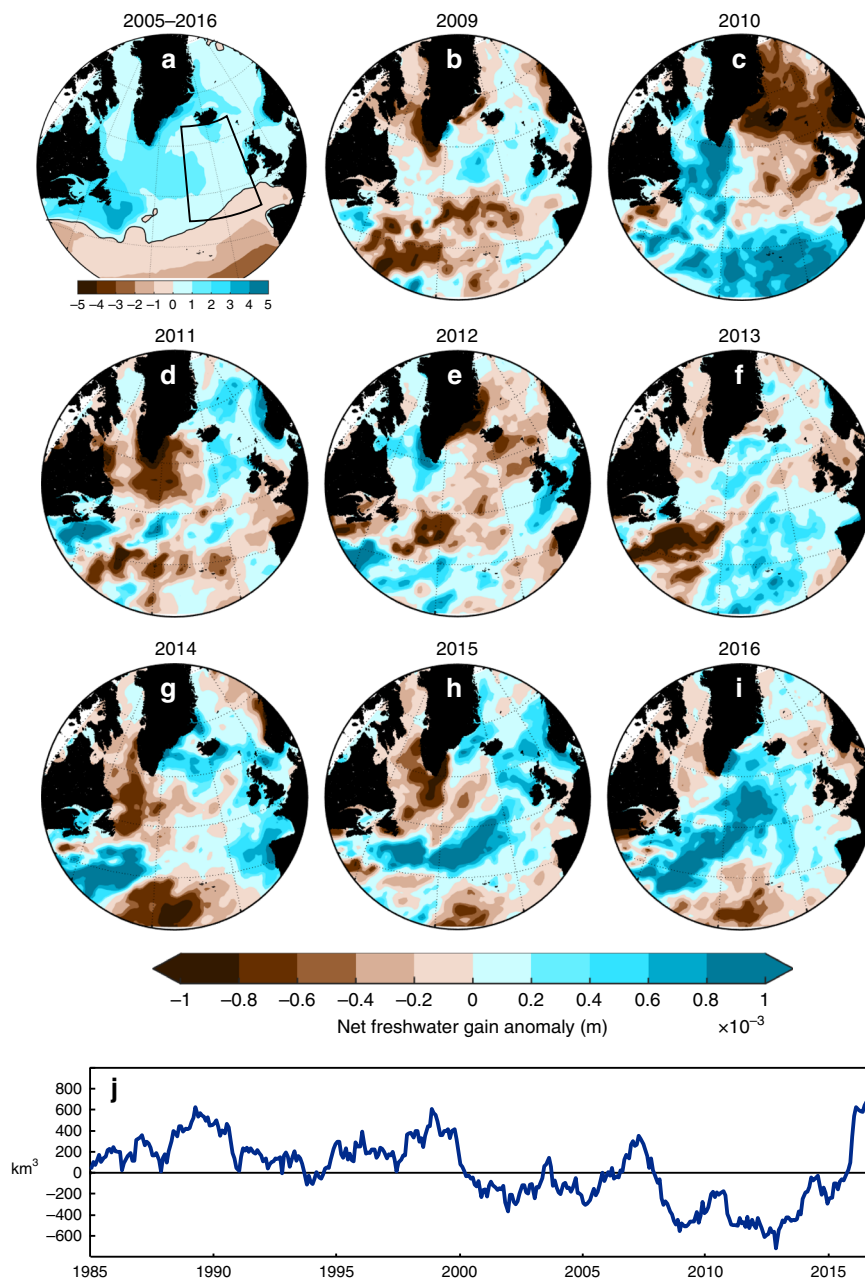 2005–2016 2009 2010
a b c
−5 −4 −3 −2 −1 0 1 2 3 4 5
2011 2012 2013
d e f
2014 2015 2016
g h i
−1 −0.8 −0.6 −0.4 −0.2 0 0.2 0.4 0.6 0.8 1
Net freshwater gain anomaly (m) ×10⁻³
j
800
600
400
200
km³ 0
−200
−400
−600
1985 1990 1995 2000 2005 2010 2015